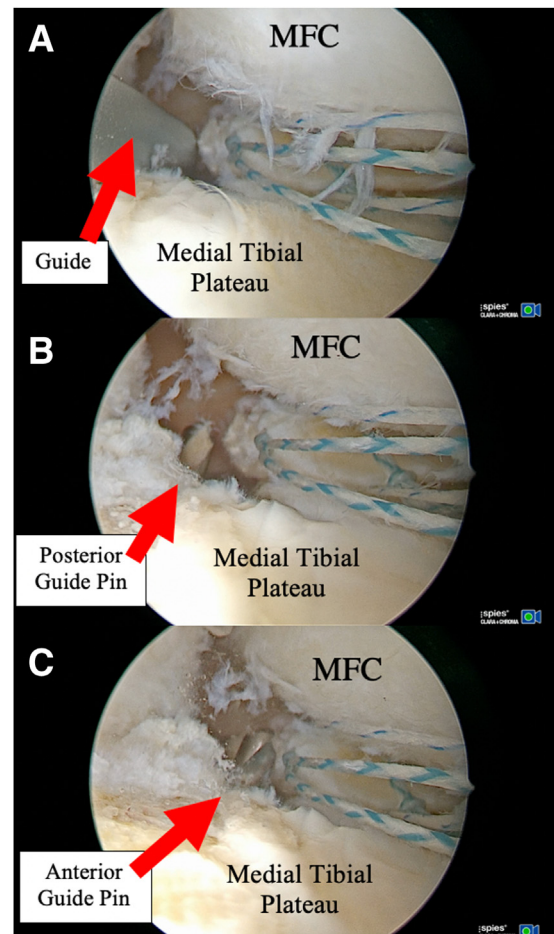 A
MFC
Guide
Medial Tibial
Plateau
spies
CLARA+CHROMA
B
MFC
Posterior
Guide Pin
Medial Tibial
Plateau
spies
CLARA+CHROMA
C
MFC
Anterior
Guide Pin
Medial Tibial
Plateau
spies